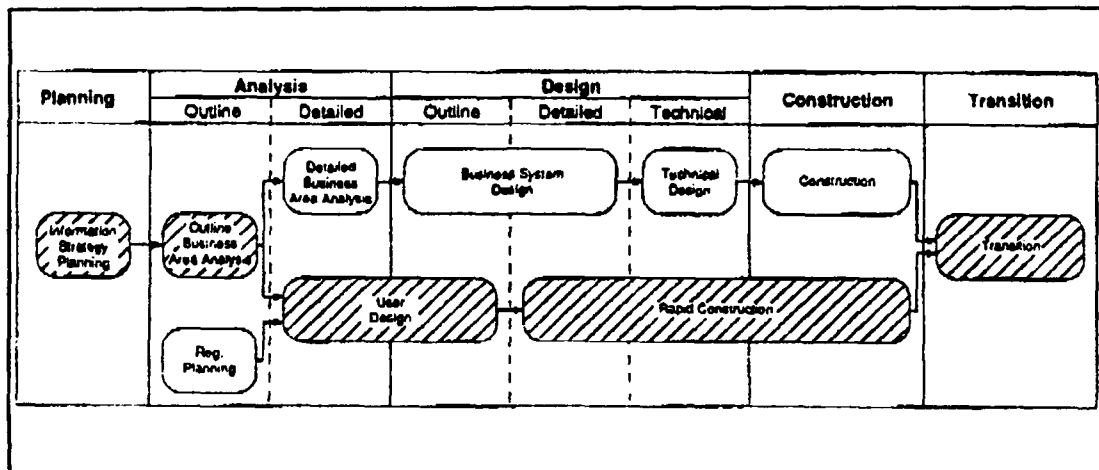 Planning
Analysis
Design
Construction
Transition
Outline
Detailed
Outline
Detailed
Technical
Detailed
Business
Area Analysis
Business System
Design
Technical
Design
Construction
Information
Strategy
Planning
Outline
Business
Area Analysis
Transition
User
Design
Rapid Construction
Req.
Planning